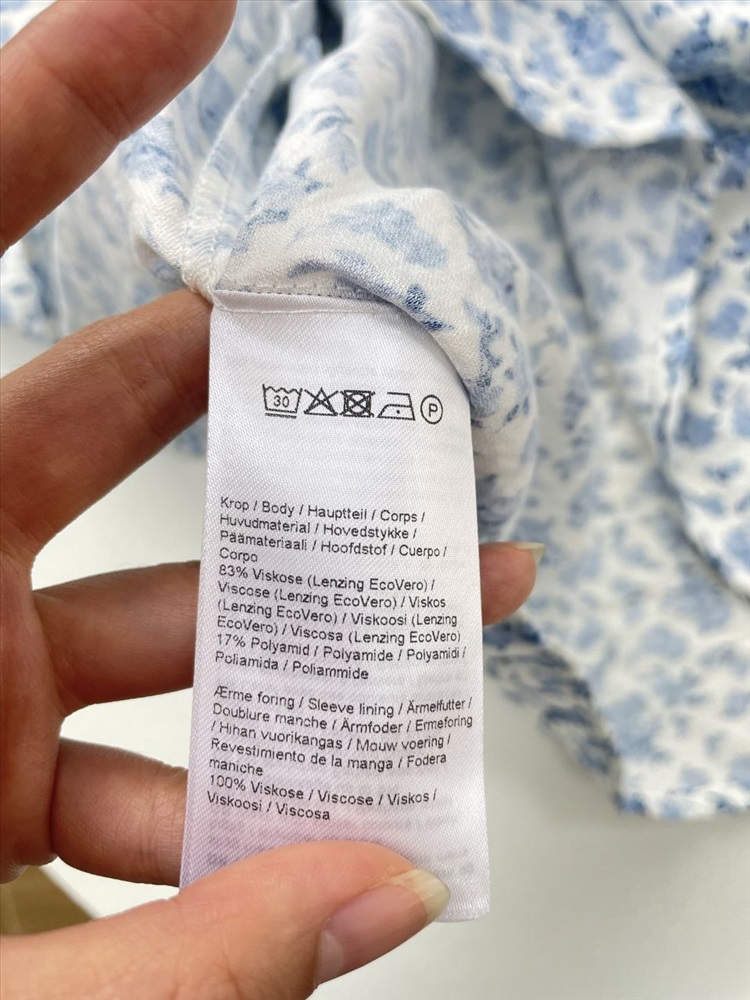 30 P
Krop / Body / Hauptteil / Corps /
Huvudmaterial / Hovedstykke /
Päämateriaali / Hoofdstof / Cuerpo /
Corpo
83% Viskose (Lenzing EcoVero) /
Viscose (Lenzing EcoVero) / Viskos
(Lenzing EcoVero) / Viskoosi (Lenzing
EcoVero) / Viscosa (Lenzing EcoVero)
17% Polyamid / Polyamide / Polyamidi /
Poliamida / Poliammide
Ærme foring / Sleeve lining / Ärmelfutter /
Doublure manche / Ärmfoder / Ermeforing
/ Hihan vuorikangas / Mouw voering /
Revestimiento de la manga / Fodera
maniche
100% Viskose / Viscose / Viskos /
Viskoosi / Viscosa